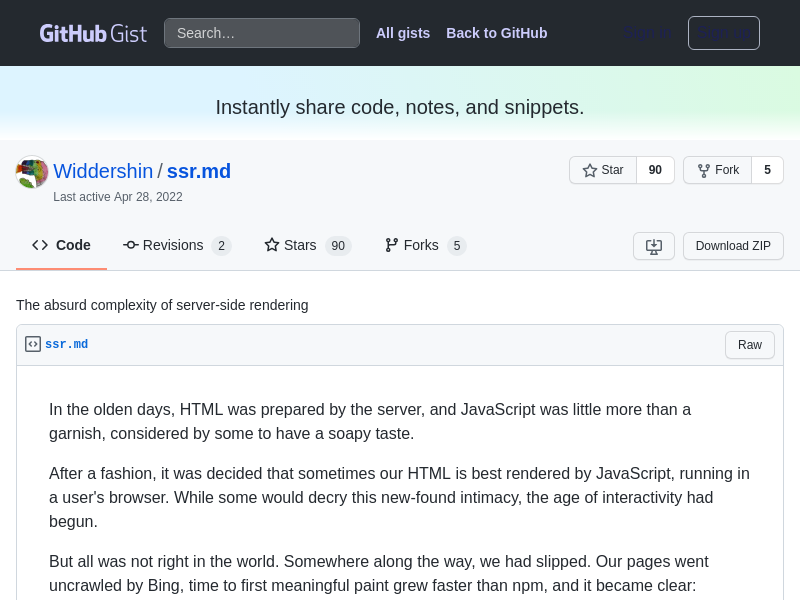 GitHub Gist Search… All gists Back to GitHub Sign in Sign up
Instantly share code, notes, and snippets.
Widdershin / ssr.md Star 90 Fork 5
Last active Apr 28, 2022
Code Revisions 2 Stars 90 Forks 5 Download ZIP
The absurd complexity of server-side rendering
ssr.md Raw
In the olden days, HTML was prepared by the server, and JavaScript was little more than a
garnish, considered by some to have a soapy taste.
After a fashion, it was decided that sometimes our HTML is best rendered by JavaScript, running in
a user's browser. While some would decry this new-found intimacy, the age of interactivity had
begun.
But all was not right in the world. Somewhere along the way, we had slipped. Our pages went
uncrawled by Bing, time to first meaningful paint grew faster than npm, and it became clear: